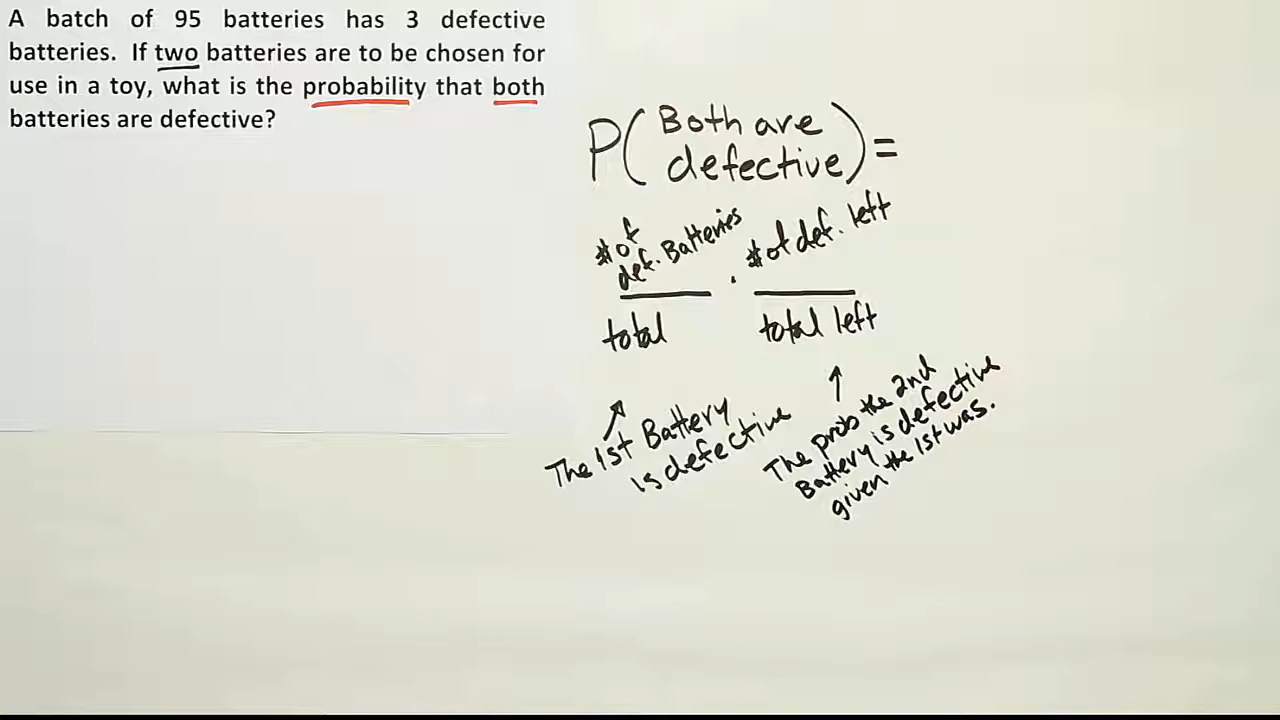 A batch of 95 batteries has 3 defective
batteries. If two batteries are to be chosen for
use in a toy, what is the probability that both
batteries are defective?
P( Both are
defective) =
# of
def. Batteries
total
·
# of def. left
total left
The 1st Battery
is defective
The prob the 2nd
Battery is defective
given the 1st was.